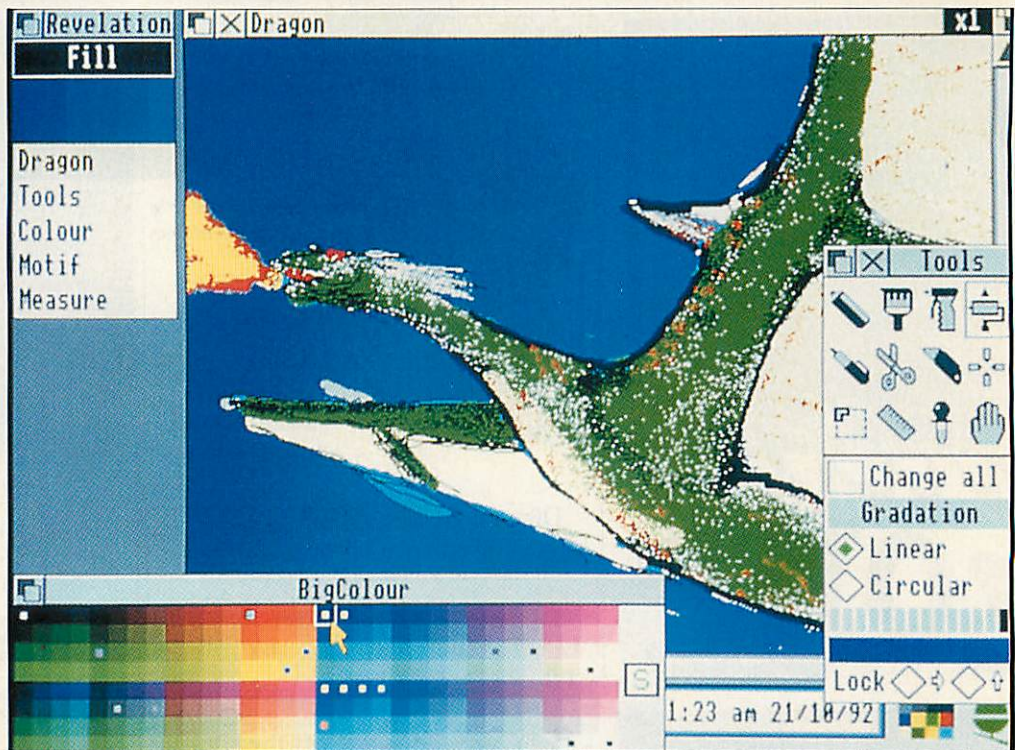 Revelation
Dragon
x1
Fill
Dragon
Tools
Colour
Motif
Measure
Tools
Change all
Gradation
Linear
Circular
BigColour
S
Lock
1:23 am 21/10/92